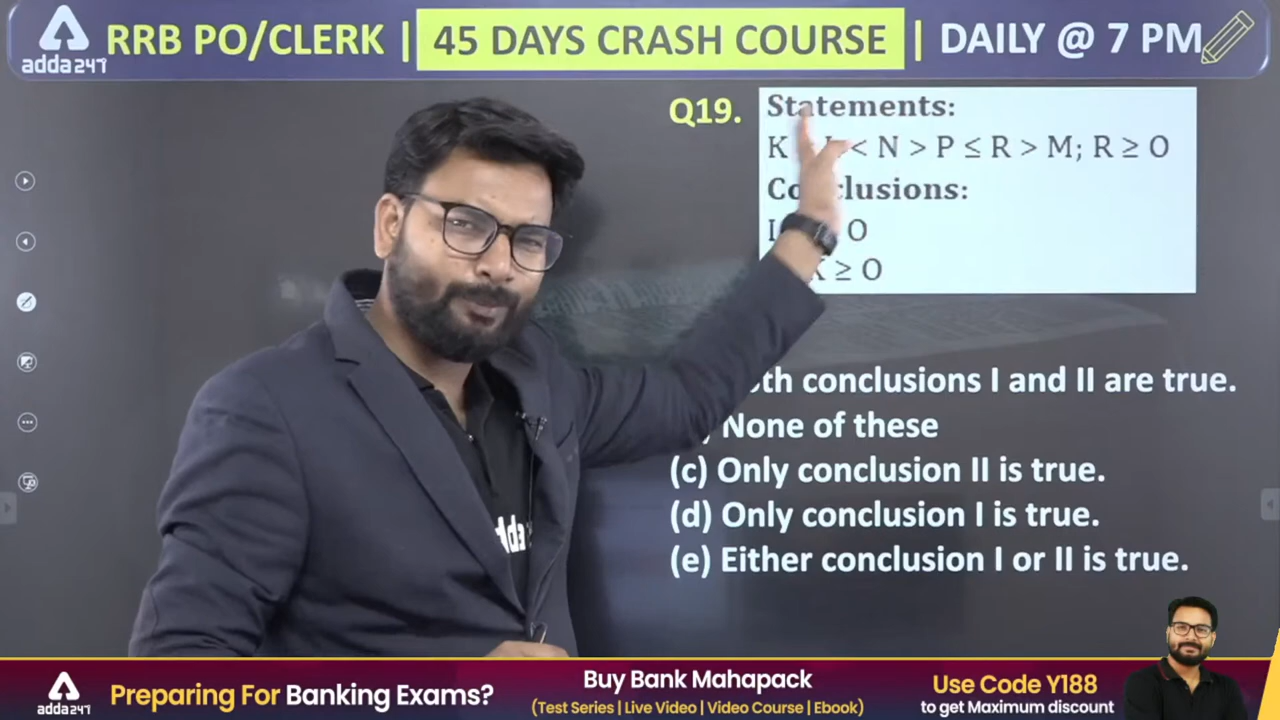 adda247
RRB PO/CLERK | 45 DAYS CRASH COURSE | DAILY @ 7 PM
Q19. Statements:
K < N > P ≤ R > M; R ≥ O
Conclusions:
O
K ≥ O
Both conclusions I and II are true.
None of these
(c) Only conclusion II is true.
(d) Only conclusion I is true.
(e) Either conclusion I or II is true.
adda
adda247
Preparing For Banking Exams?
Buy Bank Mahapack
(Test Series | Live Video | Video Course | Ebook)
Use Code Y188
to get Maximum discount